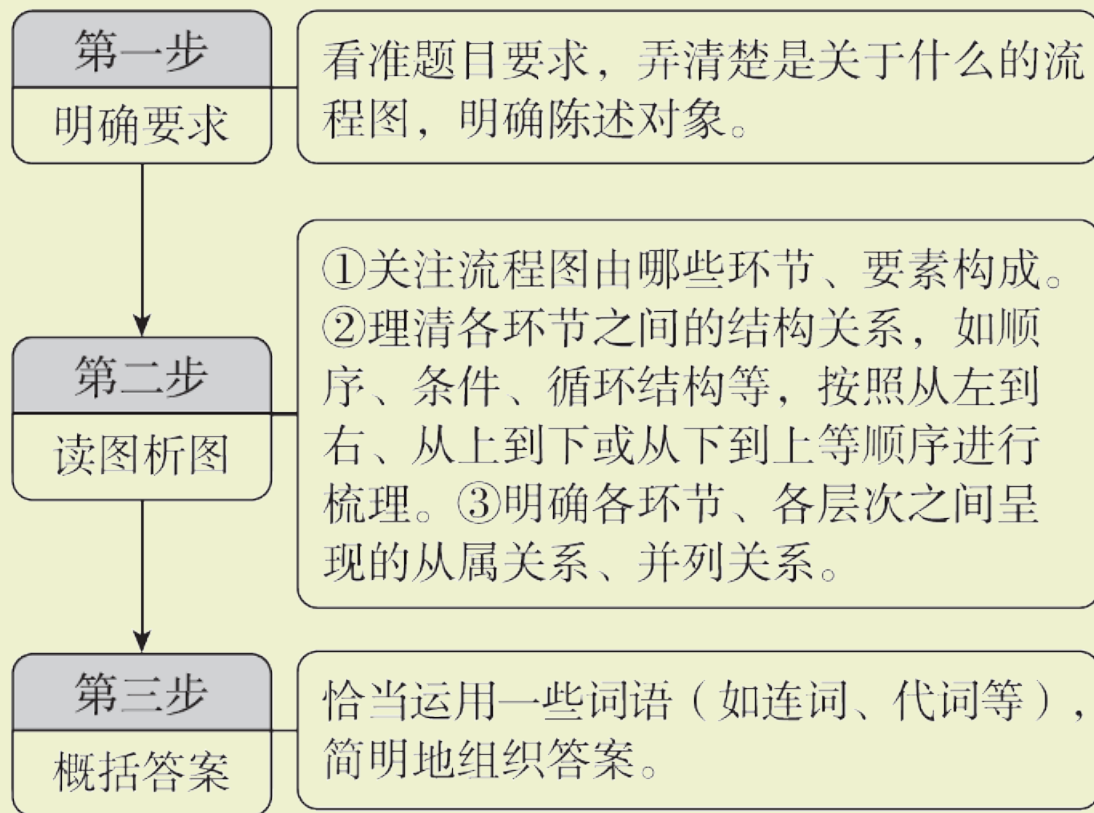 第一步
明确要求
看准题目要求，弄清楚是关于什么的流
程图，明确陈述对象。
第二步
读图析图
①关注流程图由哪些环节、要素构成。
②理清各环节之间的结构关系，如顺
序、条件、循环结构等，按照从左到
右、从上到下或从下到上等顺序进行
梳理。③明确各环节、各层次之间呈
现的从属关系、并列关系。
第三步
概括答案
恰当运用一些词语（如连词、代词等），
简明地组织答案。